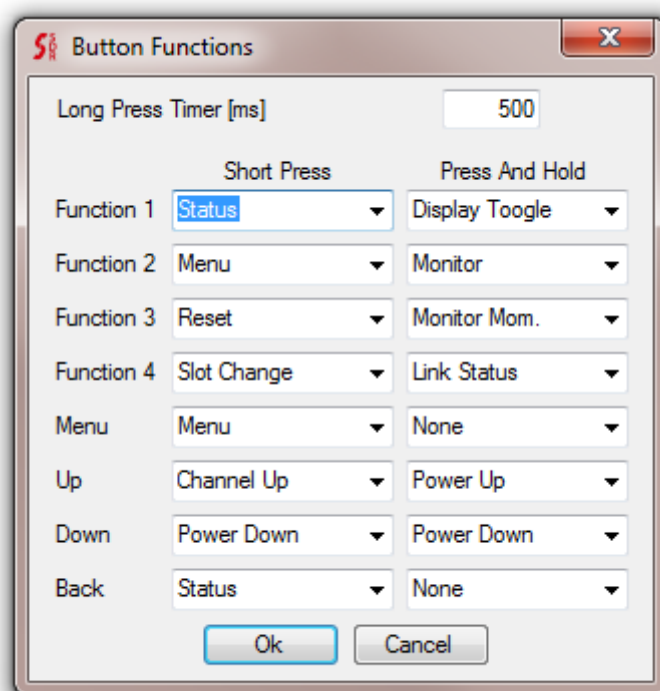 Button Functions
Long Press Timer [ms] 500
Short Press Press And Hold
Function 1 Status Display Toogle
Function 2 Menu Monitor
Function 3 Reset Monitor Mom.
Function 4 Slot Change Link Status
Menu Menu None
Up Channel Up Power Up
Down Power Down Power Down
Back Status None
Ok Cancel